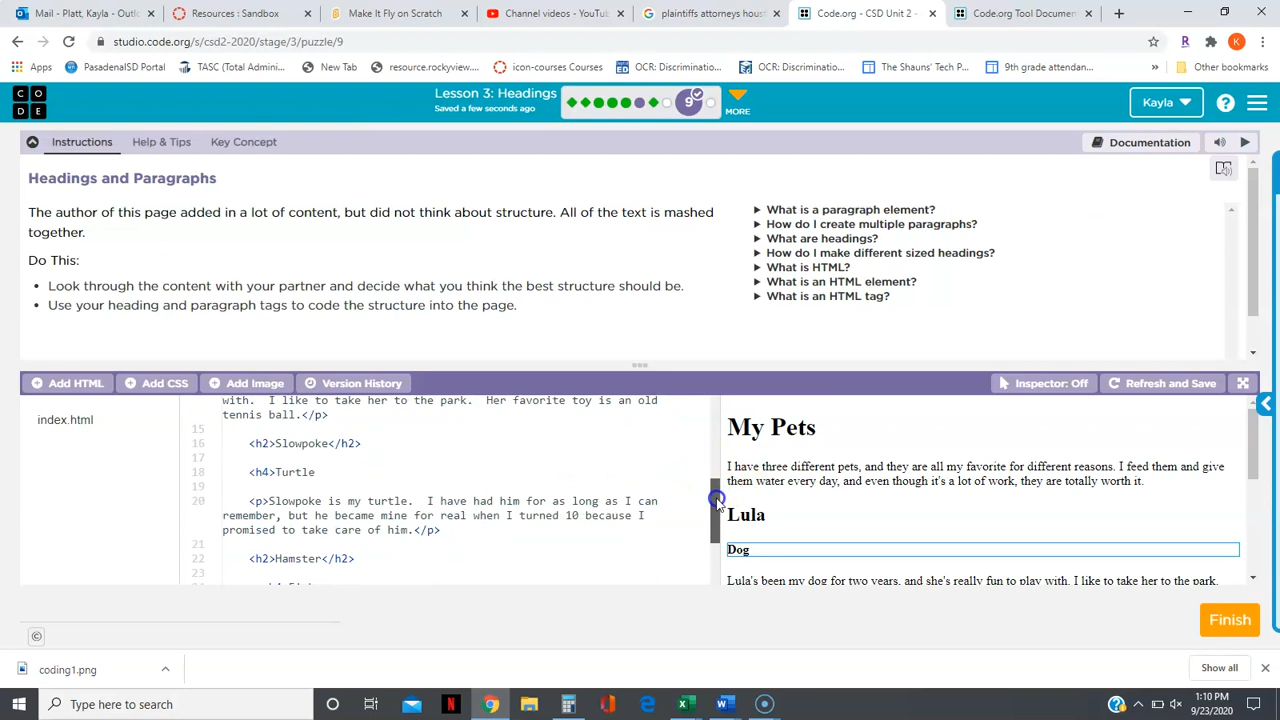 Mail - Platt, Kayla - Outlo
Resources : Sandbox
Make It Fly on Scratch
Channel videos - YouTu
plaintiffs attorneys hous
Code.org - CSD Unit 2 -
Code.org Tool Documen
studio.code.org/s/csd2-2020/stage/3/puzzle/9
K
Apps
PasadenaISD Portal
TASC (Total Admini...
New Tab
resource.rockyview...
icon-courses Courses
OCR: Discriminatio...
OCR: Discriminatio...
The Shauns' Tech P...
9th grade attendan...
»
Other bookmarks
C O
D E
Lesson 3: Headings
Saved a few seconds ago
9
MORE
Kayla
?
Instructions
Help & Tips
Key Concept
Documentation
Headings and Paragraphs
The author of this page added in a lot of content, but did not think about structure. All of the text is mashed
together.
Do This:
• Look through the content with your partner and decide what you think the best structure should be.
• Use your heading and paragraph tags to code the structure into the page.
What is a paragraph element?
How do I create multiple paragraphs?
What are headings?
How do I make different sized headings?
What is HTML?
What is an HTML element?
What is an HTML tag?
Add HTML
Add CSS
Add Image
Version History
Inspector: Off
Refresh and Save
index.html
with. I like to take her to the park. Her favorite toy is an old
tennis ball.</p>
15
16 <h2>Slowpoke</h2>
17
18 <h4>Turtle
19
20 <p>Slowpoke is my turtle. I have had him for as long as I can
remember, but he became mine for real when I turned 10 because I
promised to take care of him.</p>
21
22 <h2>Hamster</h2>
23
My Pets
I have three different pets, and they are all my favorite for different reasons. I feed them and give
them water every day, and even though it's a lot of work, they are totally worth it.
Lula
Dog
Lula's been my dog for two years, and she's really fun to play with. I like to take her to the park.
Finish
©
coding1.png
Show all
Type here to search
1:10 PM
9/23/2020